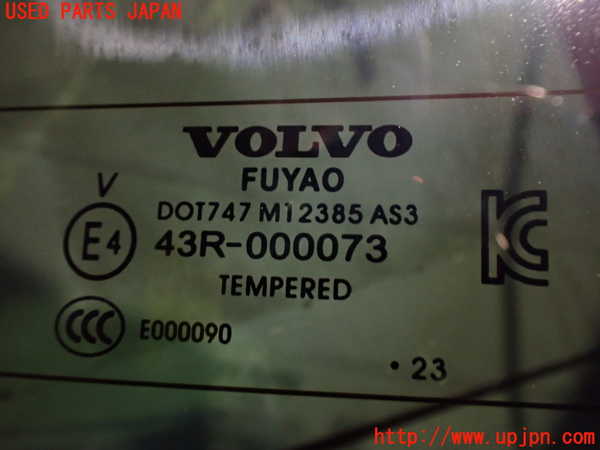 USED PARTS JAPAN
VOLVO
FUYAO
V
DOT747 M12385 AS3
E4
43R-000073
KC
TEMPERED
CCC
E000090
·23
http://www.upjpn.com